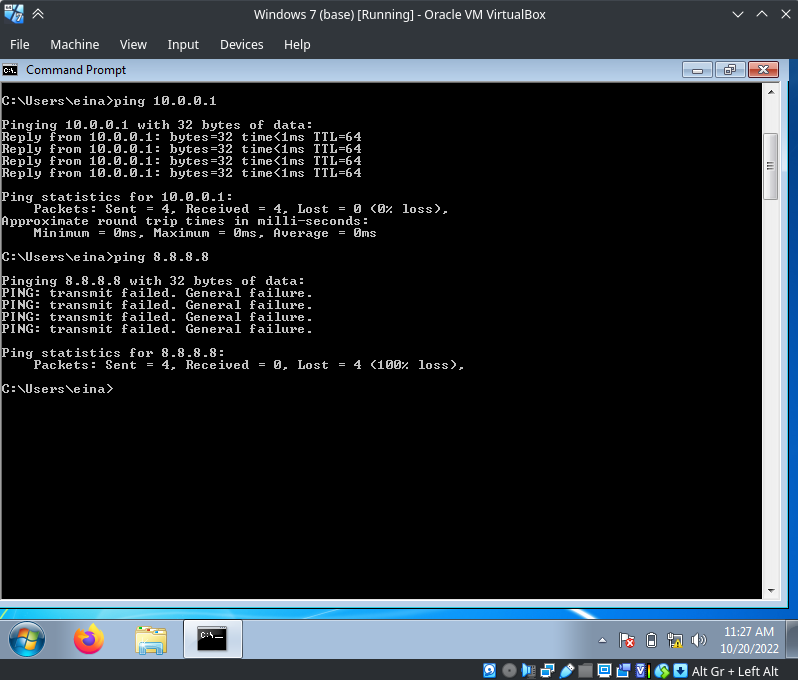 Windows 7 (base) [Running] - Oracle VM VirtualBox
File Machine View Input Devices Help
Command Prompt
C:\Users\eina>ping 10.0.0.1
Pinging 10.0.0.1 with 32 bytes of data:
Reply from 10.0.0.1: bytes=32 time<1ms TTL=64
Reply from 10.0.0.1: bytes=32 time<1ms TTL=64
Reply from 10.0.0.1: bytes=32 time<1ms TTL=64
Reply from 10.0.0.1: bytes=32 time<1ms TTL=64
Ping statistics for 10.0.0.1:
    Packets: Sent = 4, Received = 4, Lost = 0 (0% loss),
Approximate round trip times in milli-seconds:
    Minimum = 0ms, Maximum = 0ms, Average = 0ms
C:\Users\eina>ping 8.8.8.8
Pinging 8.8.8.8 with 32 bytes of data:
PING: transmit failed. General failure.
PING: transmit failed. General failure.
PING: transmit failed. General failure.
PING: transmit failed. General failure.
Ping statistics for 8.8.8.8:
    Packets: Sent = 4, Received = 0, Lost = 4 (100% loss),
C:\Users\eina>
11:27 AM
10/20/2022
Alt Gr + Left Alt